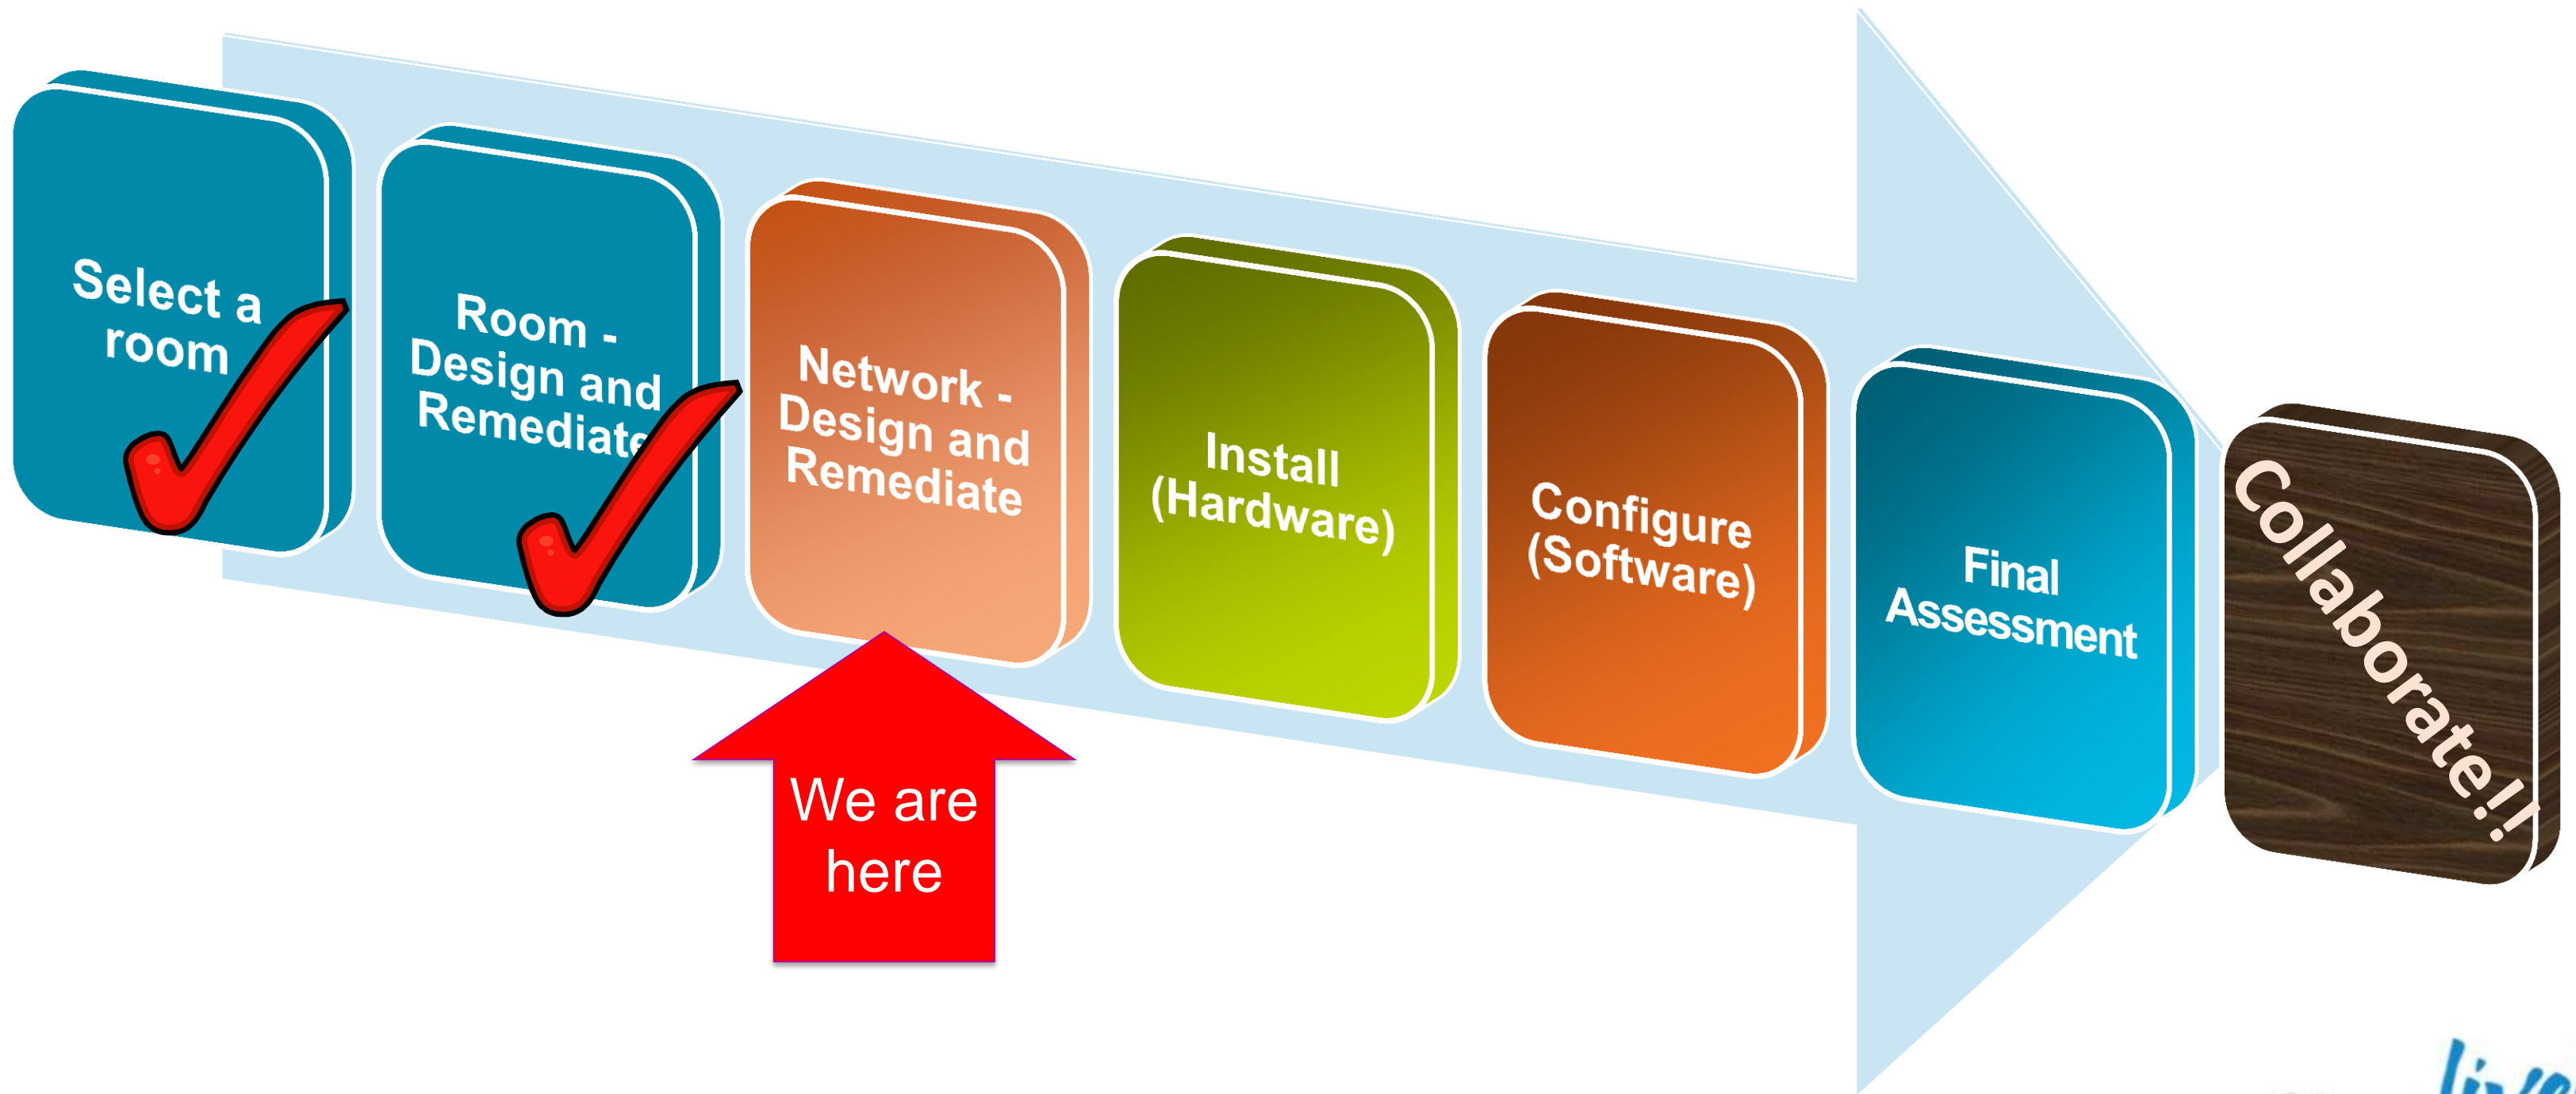 Select a
room
Room -
Design and
Remediate
Network -
Design and
Remediate
Install
(Hardware)
Configure
(Software)
Final
Assessment
Collaborate!!
We are
here